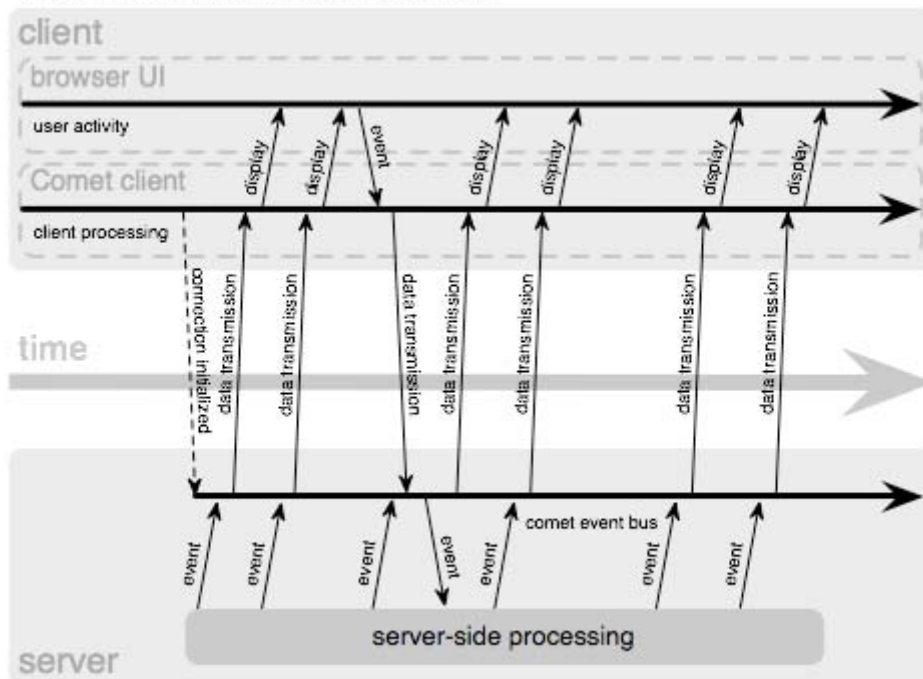 client
browser UI
user activity
display
display
event
display
display
display
display
Comet client
client processing
connection initialized
data transmission
data transmission
data transmission
data transmission
data transmission
data transmission
data transmission
time
comet event bus
event
event
event
event
event
event
event
server-side processing
server